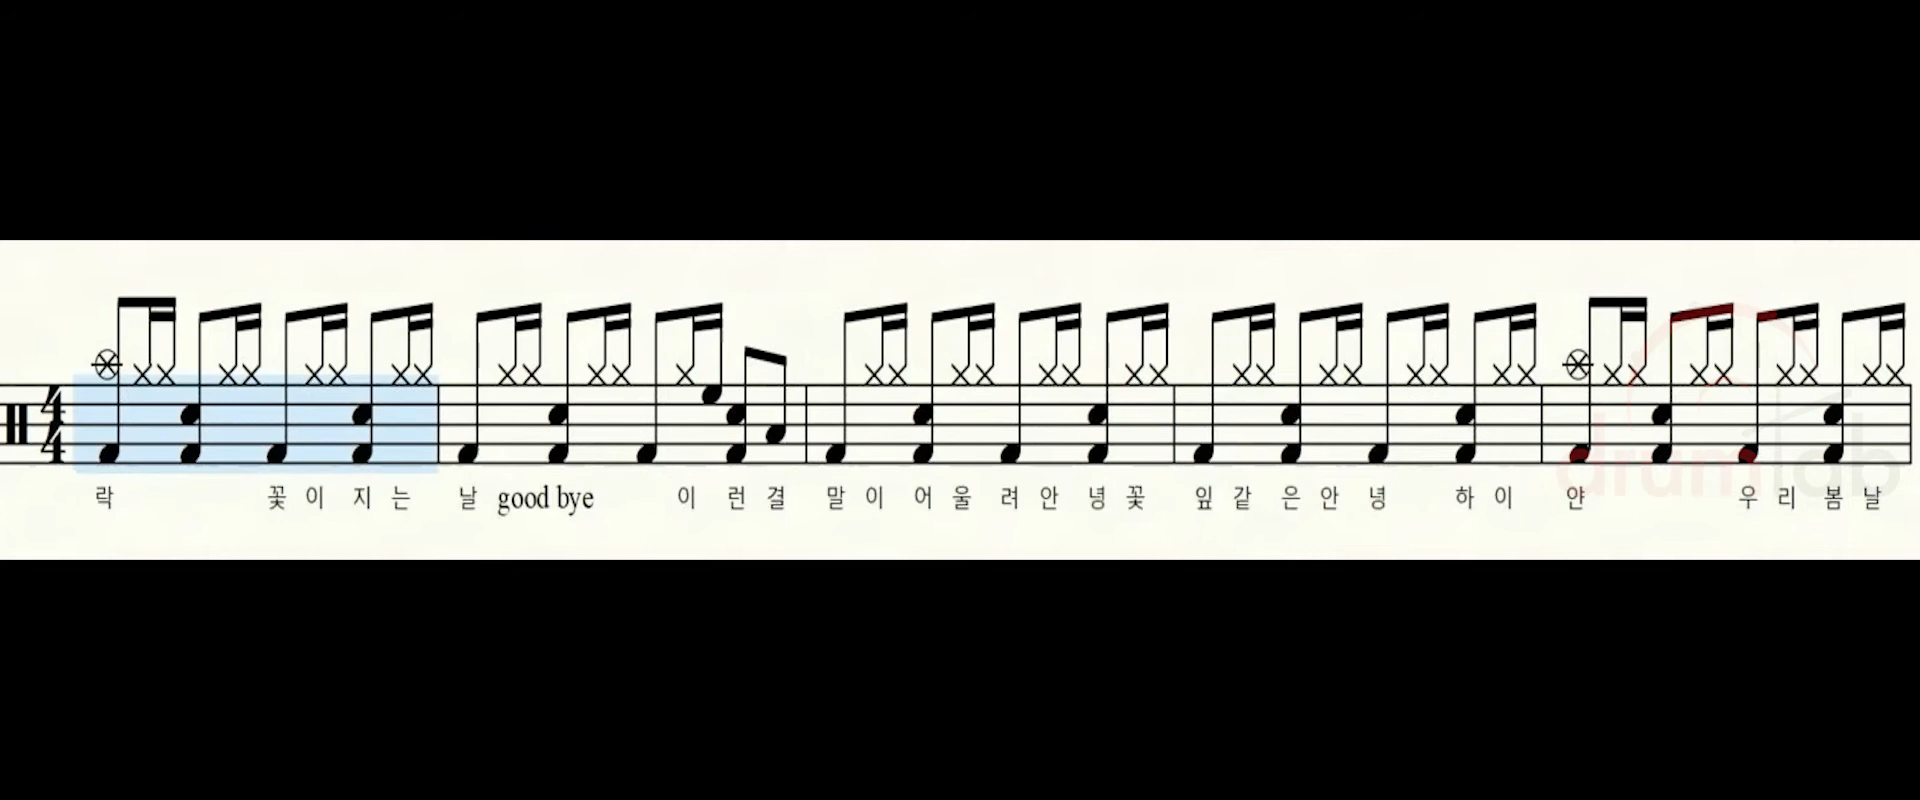 락 꽃 이 지 는 날 good bye 이 런 결 말 이 어 울 려 안 녕 꽃 잎 같 은 안 녕 하 이 얀 우 리 봄 날
drumlab